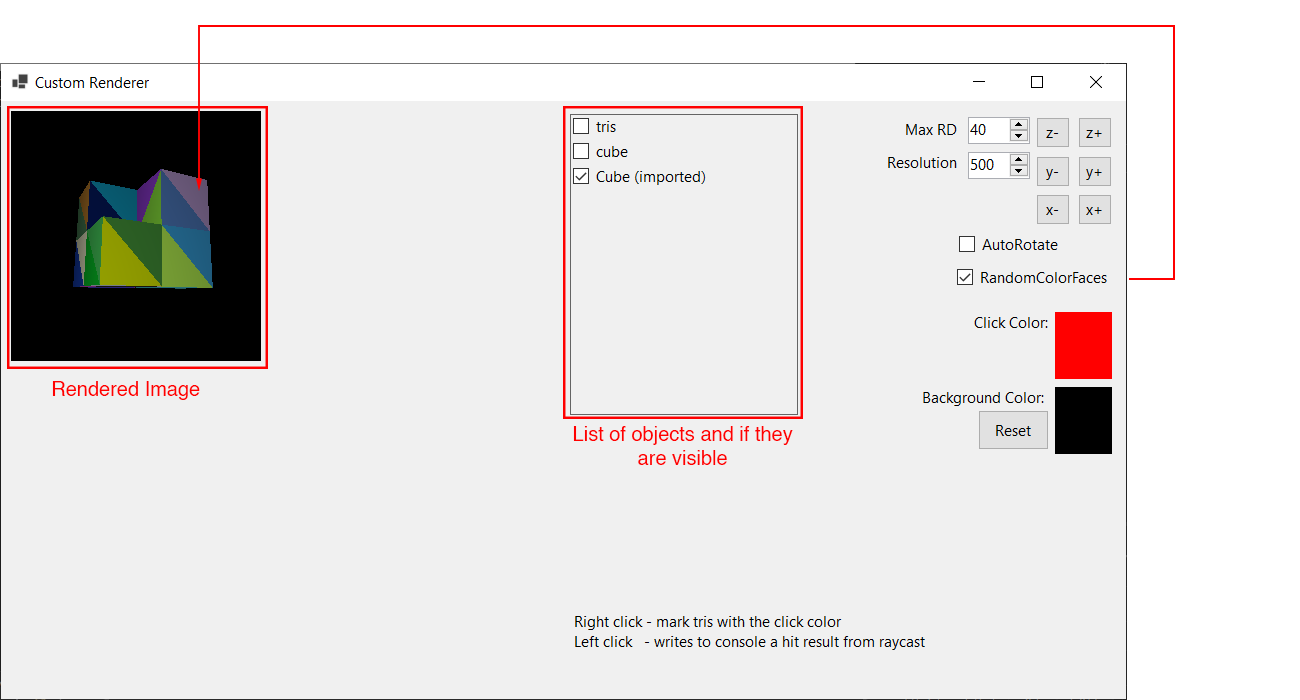 Custom Renderer
tris
cube
Cube (imported)
Max RD 40 z- z+
Resolution 500 y- y+
x- x+
AutoRotate
RandomColorFaces
Click Color:
Background Color:
Reset
Rendered Image
List of objects and if they
are visible
Right click - mark tris with the click color
Left click - writes to console a hit result from raycast